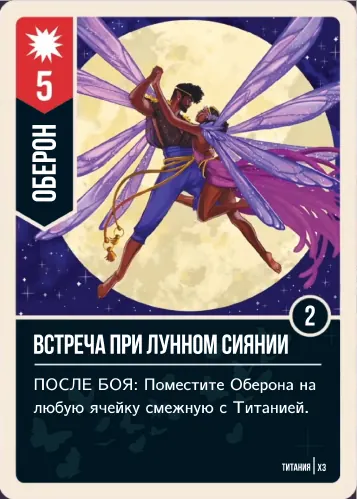 5
ОБЕРОН
2
ВСТРЕЧА ПРИ ЛУННОМ СИЯНИИ
ПОСЛЕ БОЯ: Поместите Оберона на
любую ячейку смежную с Титанией.
ТИТАНИЯ | X3